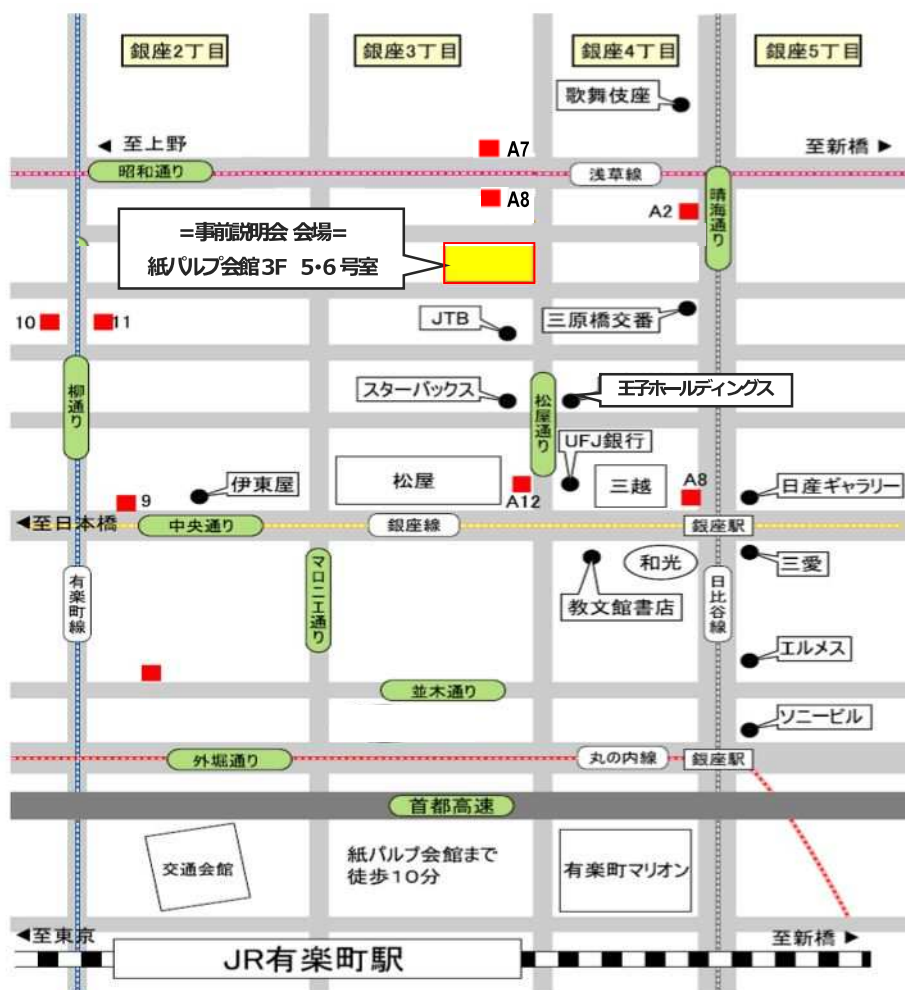 銀座2丁目
銀座3丁目
銀座4丁目
銀座5丁目
歌舞伎座
◀ 至上野
A7
至新橋 ▶
昭和通り
浅草線
晴海通り
A8
A2
=事前説明会 会場=
紙パルプ会館3F 5・6号室
10
11
JTB
三原橋交番
柳通り
スターバックス
松屋通り
王子ホールディングス
UFJ銀行
伊東屋
松屋
三越
A8
日産ギャラリー
9
A12
◀至日本橋
中央通り
銀座線
銀座駅
有楽町線
マロニエ通り
和光
三愛
教文館書店
日比谷線
エルメス
並木通り
ソニービル
外堀通り
丸の内線
銀座駅
首都高速
交通会館
紙パルプ会館まで
徒歩10分
有楽町マリオン
◀至東京
至新橋 ▶
JR有楽町駅